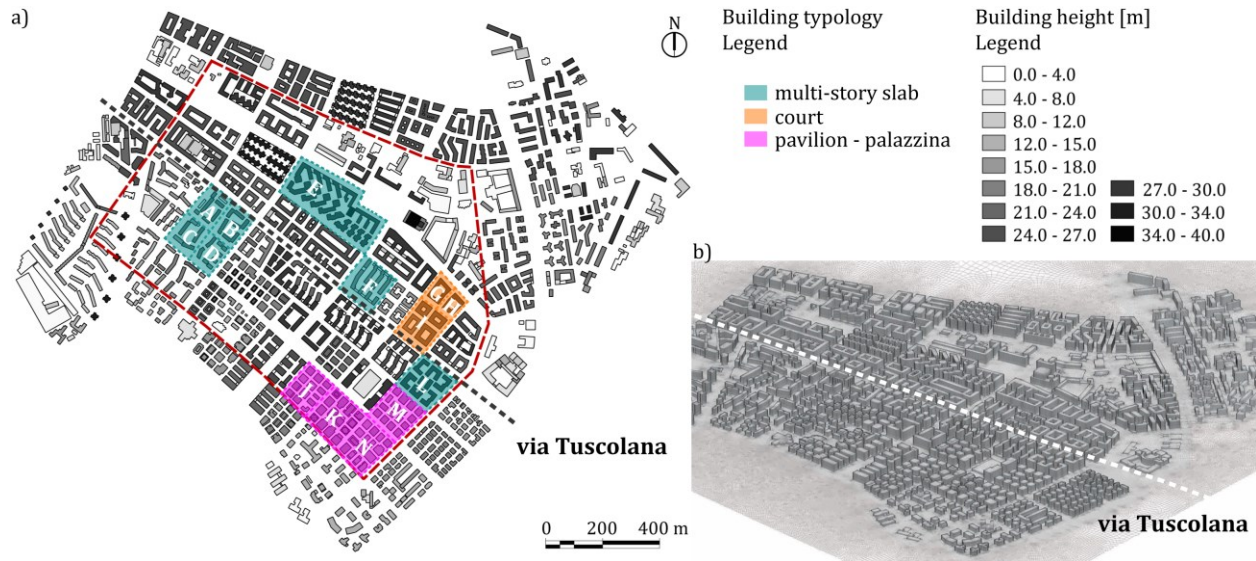 a)
N
A
B
C
D
E
F
G
J
K
L
M
N
via Tuscolana
0 200 400 m
Building typology
Legend
multi-story slab
court
pavilion - palazzina
Building height [m]
Legend
0.0 - 4.0
4.0 - 8.0
8.0 - 12.0
12.0 - 15.0
15.0 - 18.0
18.0 - 21.0
21.0 - 24.0
24.0 - 27.0
27.0 - 30.0
30.0 - 34.0
34.0 - 40.0
b)
via Tuscolana